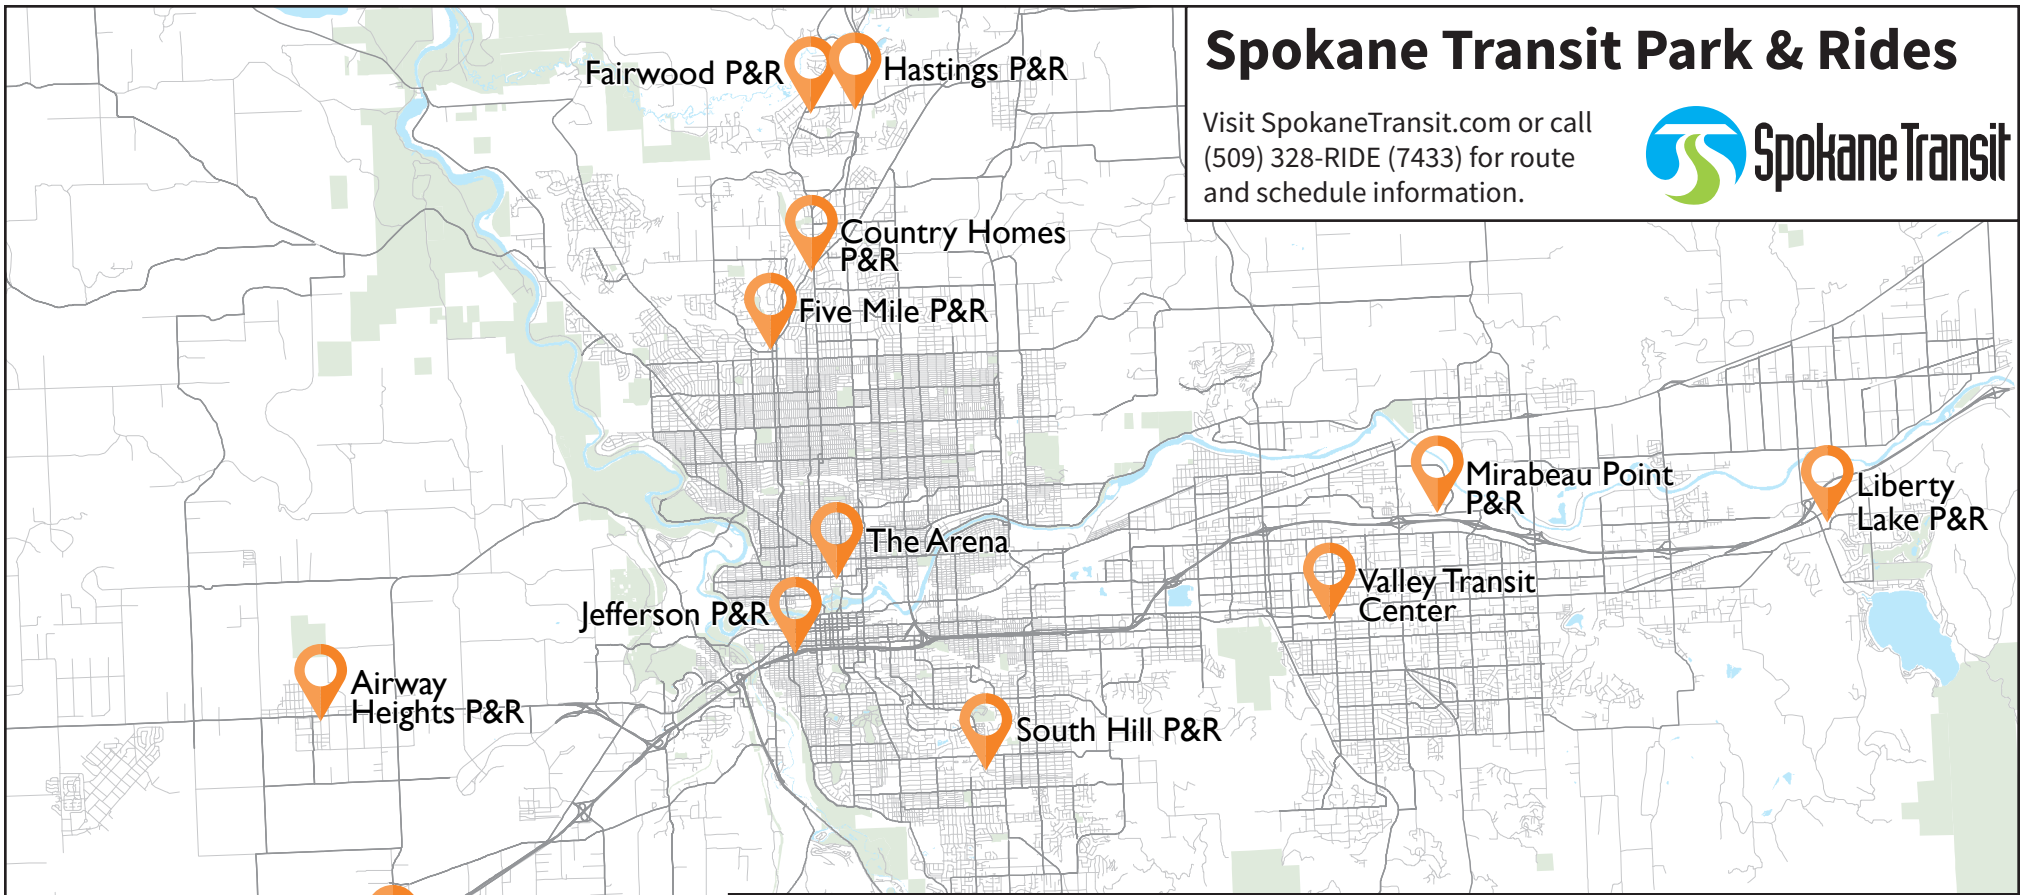 Spokane Transit Park & Rides
Visit SpokaneTransit.com or call
(509) 328-RIDE (7433) for route
and schedule information.
Spokane Transit
Fairwood P&R
Hastings P&R
Country Homes
P&R
Five Mile P&R
Mirabeau Point
P&R
Liberty
Lake P&R
The Arena
Valley Transit
Center
Jefferson P&R
Airway
Heights P&R
South Hill P&R